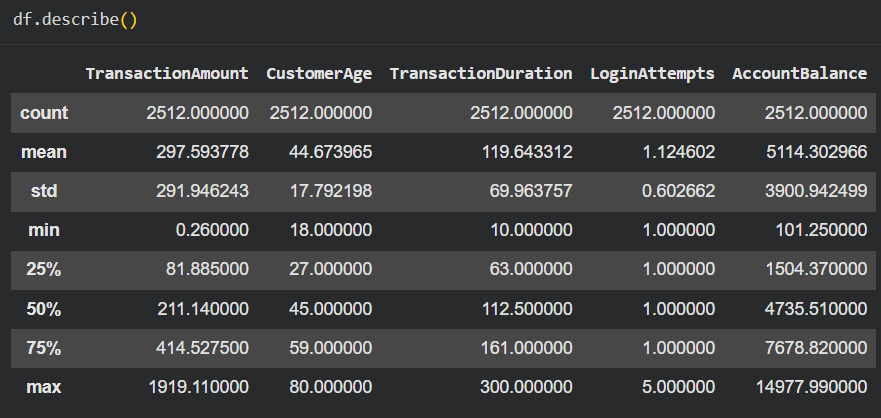 df.describe()
TransactionAmount CustomerAge TransactionDuration LoginAttempts AccountBalance
count 2512.000000 2512.000000 2512.000000 2512.000000 2512.000000
mean 297.593778 44.673965 119.643312 1.124602 5114.302966
std 291.946243 17.792198 69.963757 0.602662 3900.942499
min 0.260000 18.000000 10.000000 1.000000 101.250000
25% 81.885000 27.000000 63.000000 1.000000 1504.370000
50% 211.140000 45.000000 112.500000 1.000000 4735.510000
75% 414.527500 59.000000 161.000000 1.000000 7678.820000
max 1919.110000 80.000000 300.000000 5.000000 14977.990000